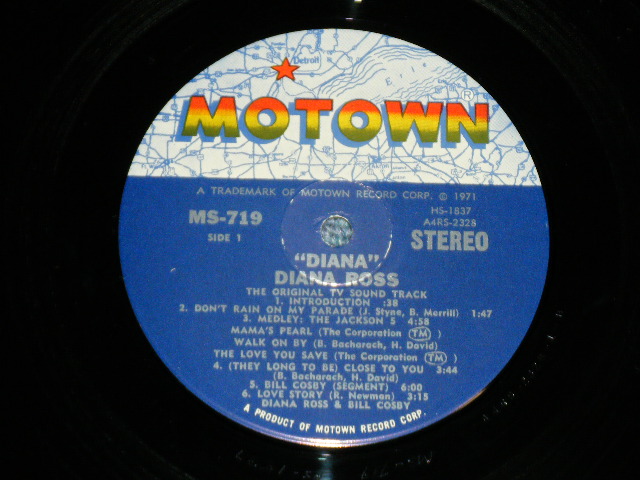 Detroit
Erie
MOTOWN®
A TRADEMARK OF MOTOWN RECORD CORP. © 1971
MS-719
HS-1837
A4RS-2328
SIDE 1
STEREO
"DIANA"
DIANA ROSS
THE ORIGINAL TV SOUND TRACK
1. INTRODUCTION :38
2. DON'T RAIN ON MY PARADE (J. Styne, B. Merrill) 1:47
3. MEDLEY: THE JACKSON 5 4:58
MAMA'S PEARL (The Corporation TM )
WALK ON BY (B. Bacharach, H. David)
THE LOVE YOU SAVE (The Corporation TM )
4. (THEY LONG TO BE) CLOSE TO YOU 3:44
(B. Bacharach, H. David)
5. BILL COSBY (SEGMENT) 6:00
6. LOVE STORY (R. Newman) 3:15
DIANA ROSS & BILL COSBY
A PRODUCT OF MOTOWN RECORD CORP.